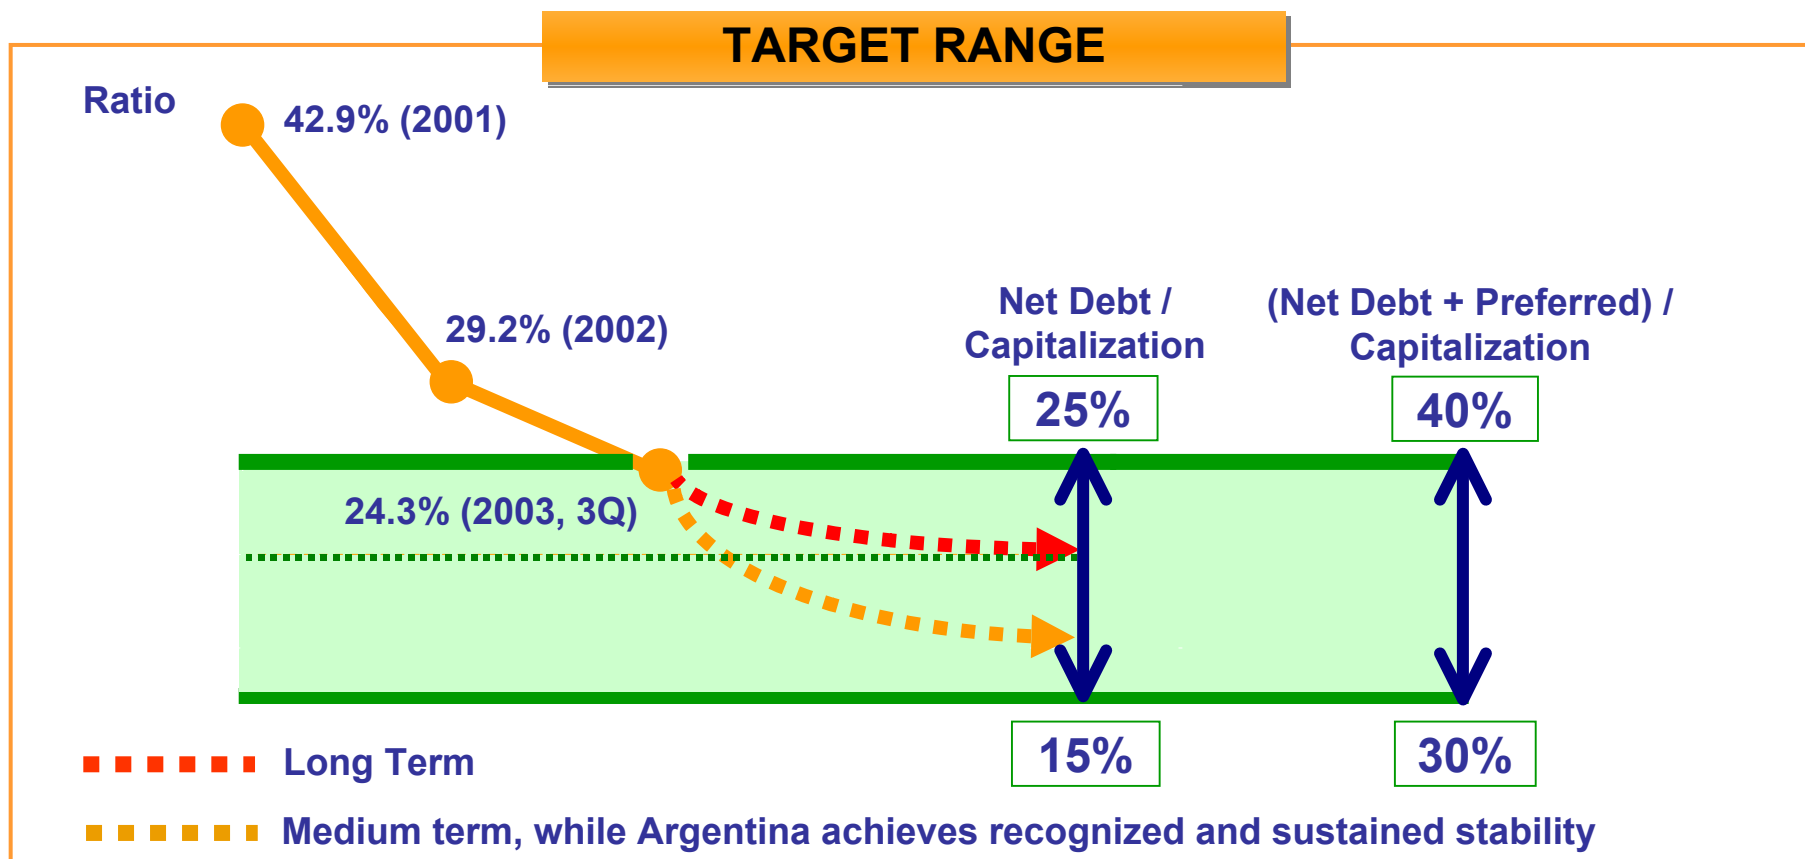 TARGET RANGE
Ratio
42.9% (2001)
29.2% (2002)
24.3% (2003, 3Q)
Net Debt /
Capitalization
25%
15%
(Net Debt + Preferred) /
Capitalization
40%
30%
Long Term
Medium term, while Argentina achieves recognized and sustained stability